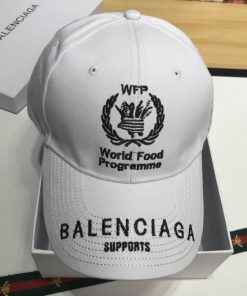 BALENCIAGA
WFP
World Food
Programme
BALENCIAGA
SUPPORTS